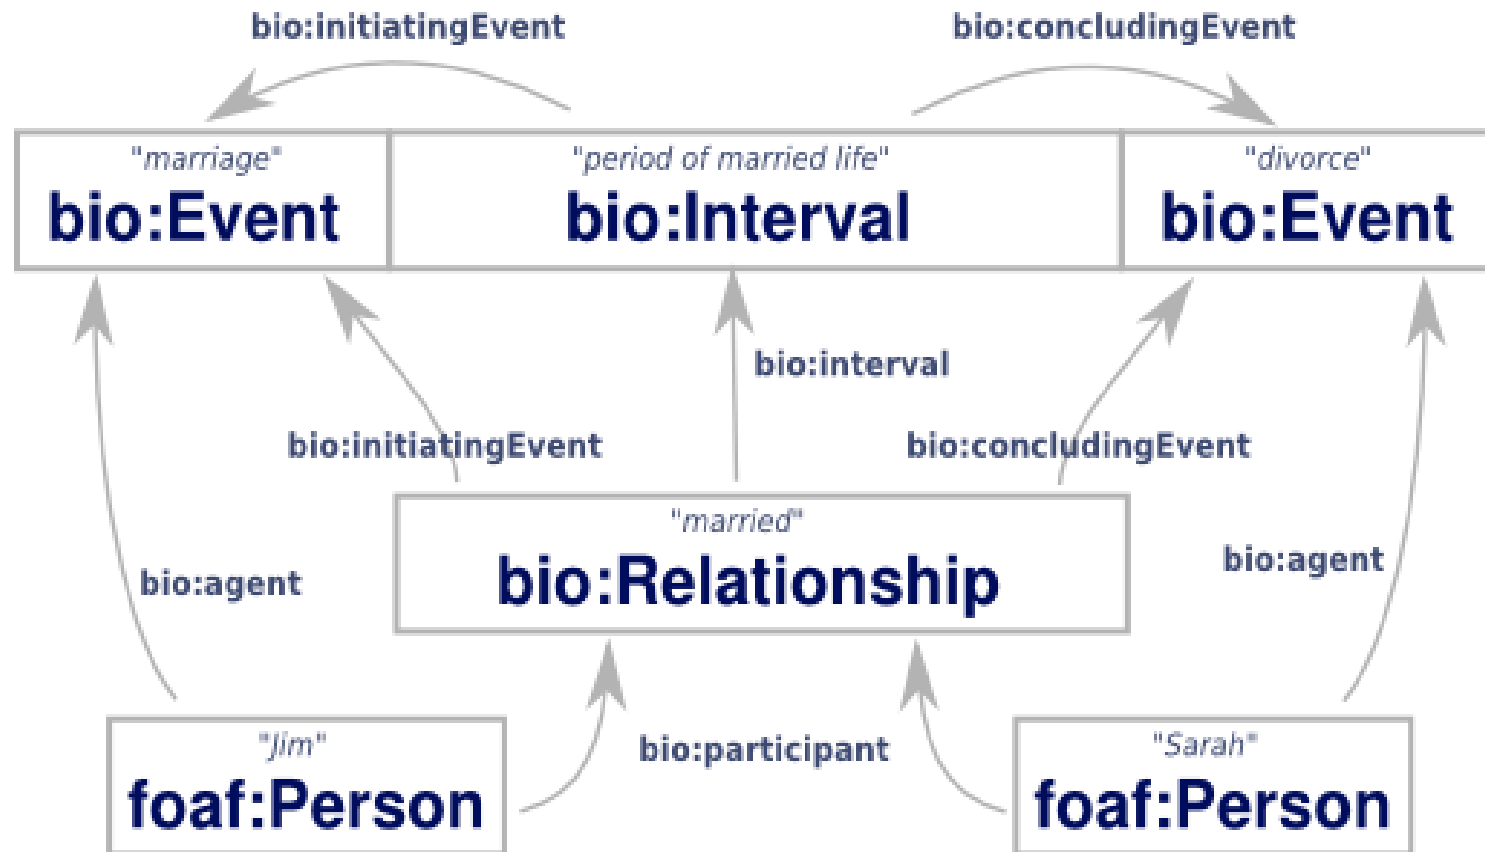 bio:initiatingEvent bio:concludingEvent
"marriage" "period of married life" "divorce"
bio:Event bio:Interval bio:Event
bio:interval
bio:initiatingEvent bio:concludingEvent
"married"
bio:Relationship
bio:agent bio:agent
"Jim" bio:participant "Sarah"
foaf:Person foaf:Person